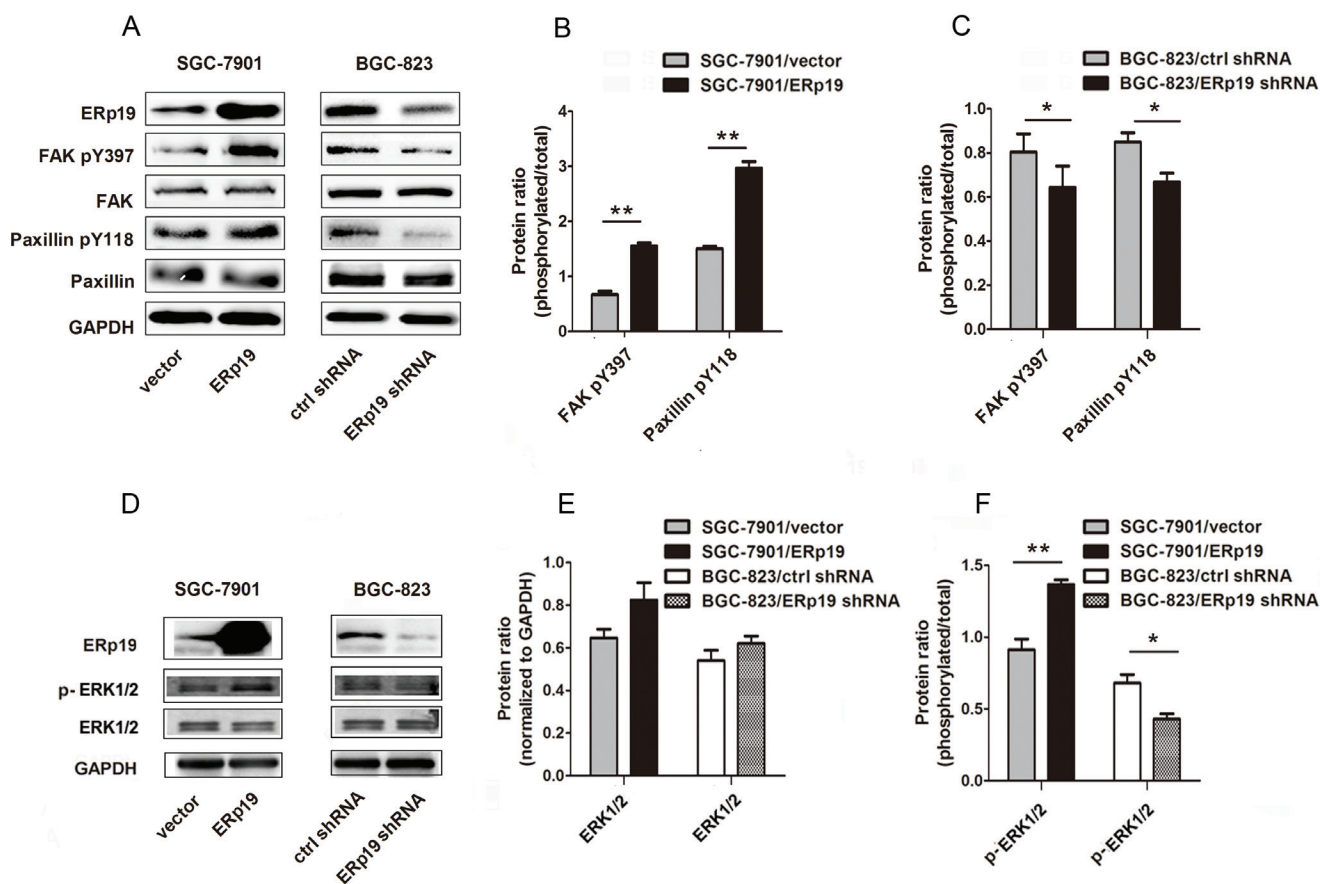 A
SGC-7901
BGC-823
ERp19
FAK pY397
FAK
Paxillin pY118
Paxillin
GAPDH
vector
ERp19
ctrl shRNA
ERp19 shRNA
B
SGC-7901/vector
SGC-7901/ERp19
Protein ratio
(phosphorylated/total)
4
3
2
1
0
**
**
FAK pY397
Paxillin pY118
C
BGC-823/ctrl shRNA
BGC-823/ERp19 shRNA
Protein ratio
(phosphorylated/total)
1.0
0.8
0.6
0.4
0.2
0.0
*
*
FAK pY397
Paxillin pY118
D
SGC-7901
BGC-823
ERp19
p-ERK1/2
ERK1/2
GAPDH
vector
ERp19
ctrl shRNA
ERp19 shRNA
E
SGC-7901/vector
SGC-7901/ERp19
BGC-823/ctrl shRNA
BGC-823/ERp19 shRNA
Protein ratio
(normalized to GAPDH)
1.0
0.8
0.6
0.4
0.2
0.0
ERK1/2
ERK1/2
F
SGC-7901/vector
SGC-7901/ERp19
BGC-823/ctrl shRNA
BGC-823/ERp19 shRNA
Protein ratio
(phosphorylated/total)
1.5
1.0
0.5
0.0
**
*
p-ERK1/2
p-ERK1/2